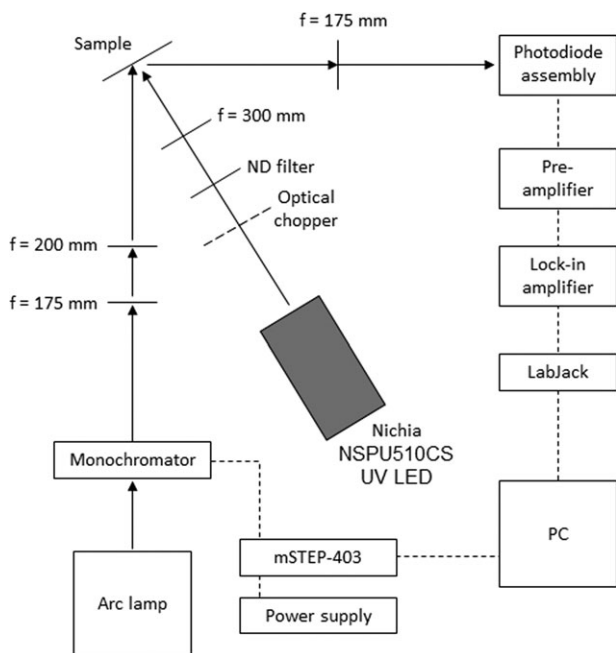 f = 175 mm
Sample
Photodiode
assembly
f = 300 mm
ND filter
Pre-
amplifier
Optical
chopper
f = 200 mm
Lock-in
amplifier
f = 175 mm
LabJack
Nichia
NSPU510CS
UV LED
Monochromator
PC
mSTEP-403
Arc lamp
Power supply